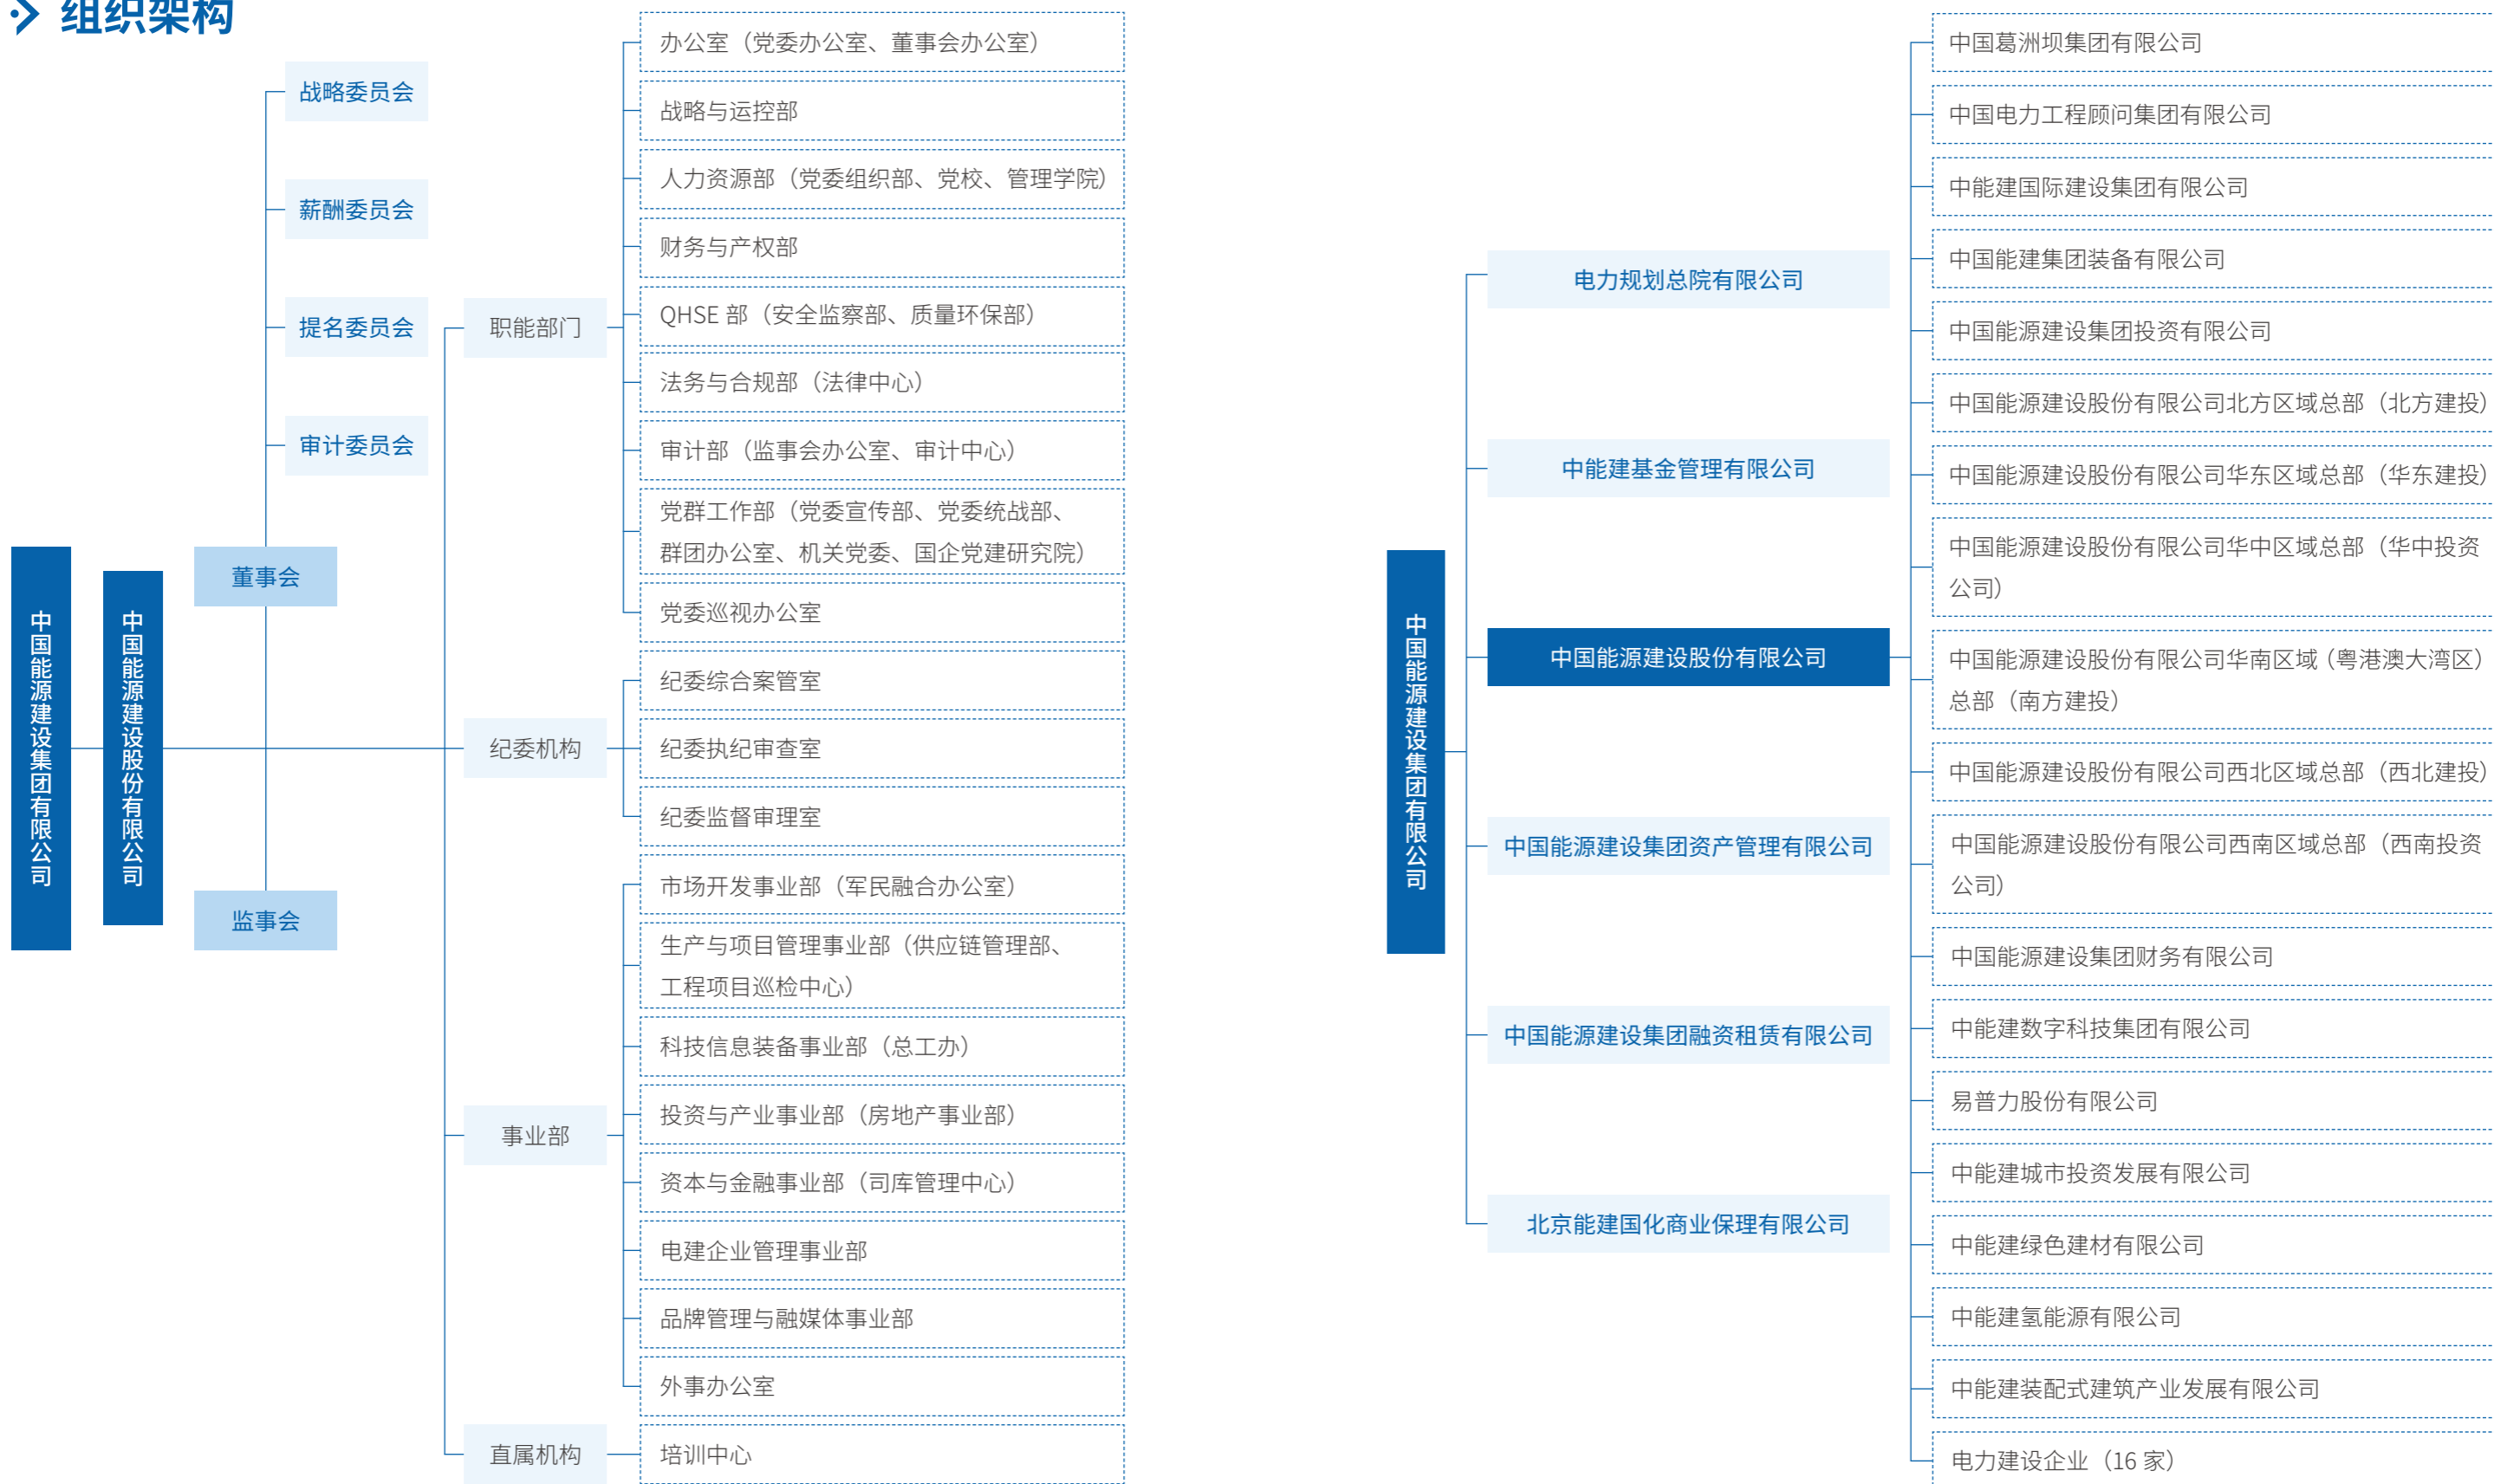 组织架构
战略委员会
薪酬委员会
提名委员会
审计委员会
董事会
监事会
中国能源建设集团有限公司
中国能源建设股份有限公司
职能部门
纪委机构
事业部
直属机构
办公室（党委办公室、董事会办公室）
战略与运控部
人力资源部（党委组织部、党校、管理学院）
财务与产权部
QHSE 部（安全监察部、质量环保部）
法务与合规部（法律中心）
审计部（监事会办公室、审计中心）
党群工作部（党委宣传部、党委统战部、
群团办公室、机关党委、国企党建研究院）
党委巡视办公室
纪委综合案管室
纪委执纪审查室
纪委监督审理室
市场开发事业部（军民融合办公室）
生产与项目管理事业部（供应链管理部、
工程项目巡检中心）
科技信息装备事业部（总工办）
投资与产业事业部（房地产事业部）
资本与金融事业部（司库管理中心）
电建企业管理事业部
品牌管理与融媒体事业部
外事办公室
培训中心
中国能源建设集团有限公司
电力规划总院有限公司
中能建基金管理有限公司
中国能源建设股份有限公司
中国能源建设集团资产管理有限公司
中国能源建设集团融资租赁有限公司
北京能建国化商业保理有限公司
中国葛洲坝集团有限公司
中国电力工程顾问集团有限公司
中能建国际建设集团有限公司
中国能建集团装备有限公司
中国能源建设集团投资有限公司
中国能源建设股份有限公司北方区域总部（北方建投）
中国能源建设股份有限公司华东区域总部（华东建投）
中国能源建设股份有限公司华中区域总部（华中投资
公司）
中国能源建设股份有限公司华南区域（粤港澳大湾区）
总部（南方建投）
中国能源建设股份有限公司西北区域总部（西北建投）
中国能源建设股份有限公司西南区域总部（西南投资
公司）
中国能源建设集团财务有限公司
中能建数字科技集团有限公司
易普力股份有限公司
中能建城市投资发展有限公司
中能建绿色建材有限公司
中能建氢能源有限公司
中能建装配式建筑产业发展有限公司
电力建设企业（16 家）